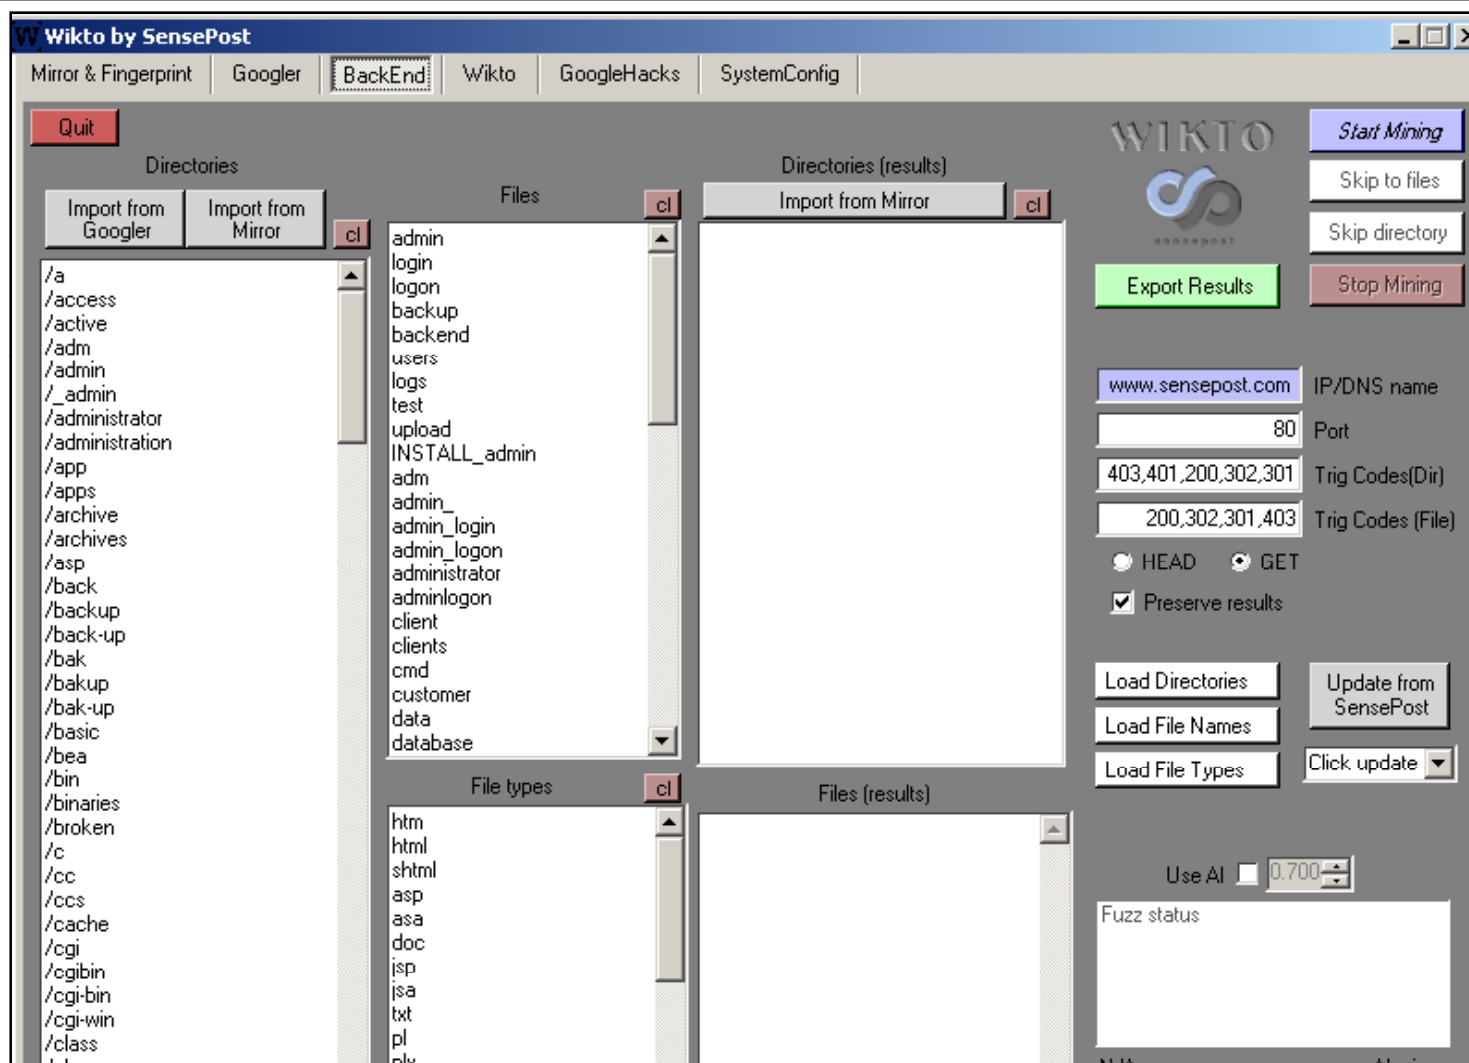 Wikto by SensePost
Mirror & Fingerprint Googler BackEnd Wikto GoogleHacks SystemConfig
Quit
Directories
Import from Googler
Import from Mirror
cl
/a
/access
/active
/adm
/admin
/_admin
/administrator
/administration
/app
/apps
/archive
/archives
/asp
/back
/backup
/back-up
/bak
/bakup
/bak-up
/basic
/bea
/bin
/binaries
/broken
/c
/cc
/ccs
/cache
/cgi
/cgibin
/cgi-bin
/cgi-win
/class
Files
cl
admin
login
logon
backup
backend
users
logs
test
upload
INSTALL_admin
adm
admin_
admin_login
admin_logon
administrator
adminlogon
client
clients
cmd
customer
data
database
File types
cl
htm
html
shtml
asp
asa
doc
jsp
jsa
txt
pl
Directories (results)
Import from Mirror
cl
Files (results)
WIKTO
sensepost
Start Mining
Skip to files
Skip directory
Export Results
Stop Mining
www.sensepost.com IP/DNS name
80 Port
403,401,200,302,301 Trig Codes(Dir)
200,302,301,403 Trig Codes (File)
HEAD GET
Preserve results
Load Directories
Load File Names
Load File Types
Update from
SensePost
Click update
Use AI 0.700
Fuzz status